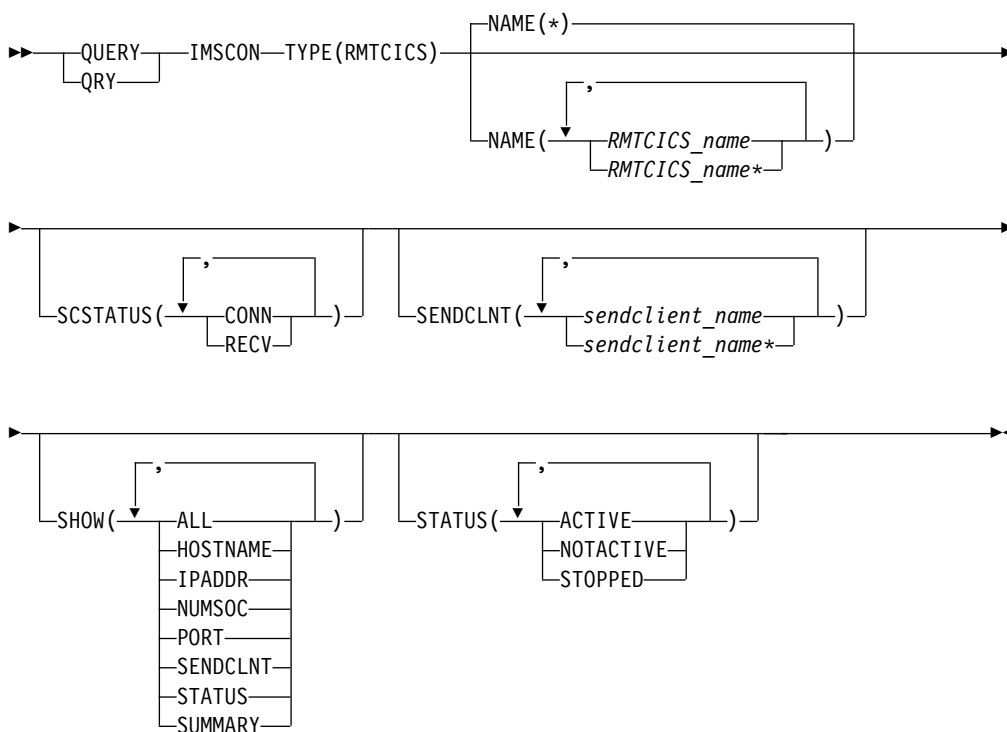 NAME(*)
QUERY IMSCON TYPE(RMTCICS)
QRY
,
NAME( RMTCICS_name )
RMTCICS_name*
, ,
SCSTATUS( CONN ) SENDCLNT( sendclient_name )
RECV sendclient_name*
, ,
SHOW( ALL ) STATUS( ACTIVE )
HOSTNAME NOTACTIVE
IPADDR STOPPED
NUMSOC
PORT
SENDCLNT
STATUS
SUMMARY